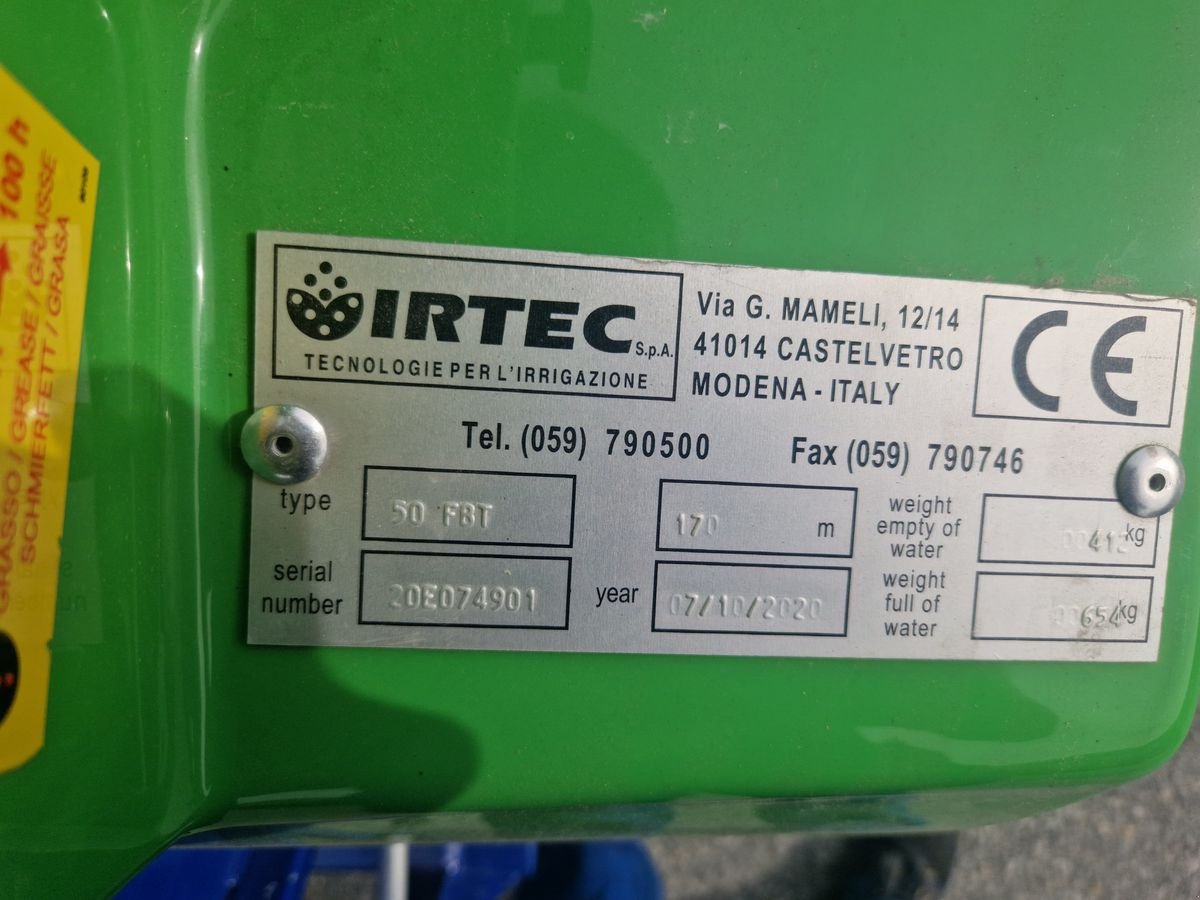 100 h
GRASSO / GREASE / GRAISSE
SCHMIERFETT / GRASA
IRTEC S.p.A.
TECNOLOGIE PER L'IRRIGAZIONE
Via G. MAMELI, 12/14
41014 CASTELVETRO
MODENA - ITALY
CE
Tel. (059) 790500 Fax (059) 790746
type 50 FBT
170 m
weight empty of water kg
serial number 20E074901
year 07/10/2020
weight full of water 00654 kg